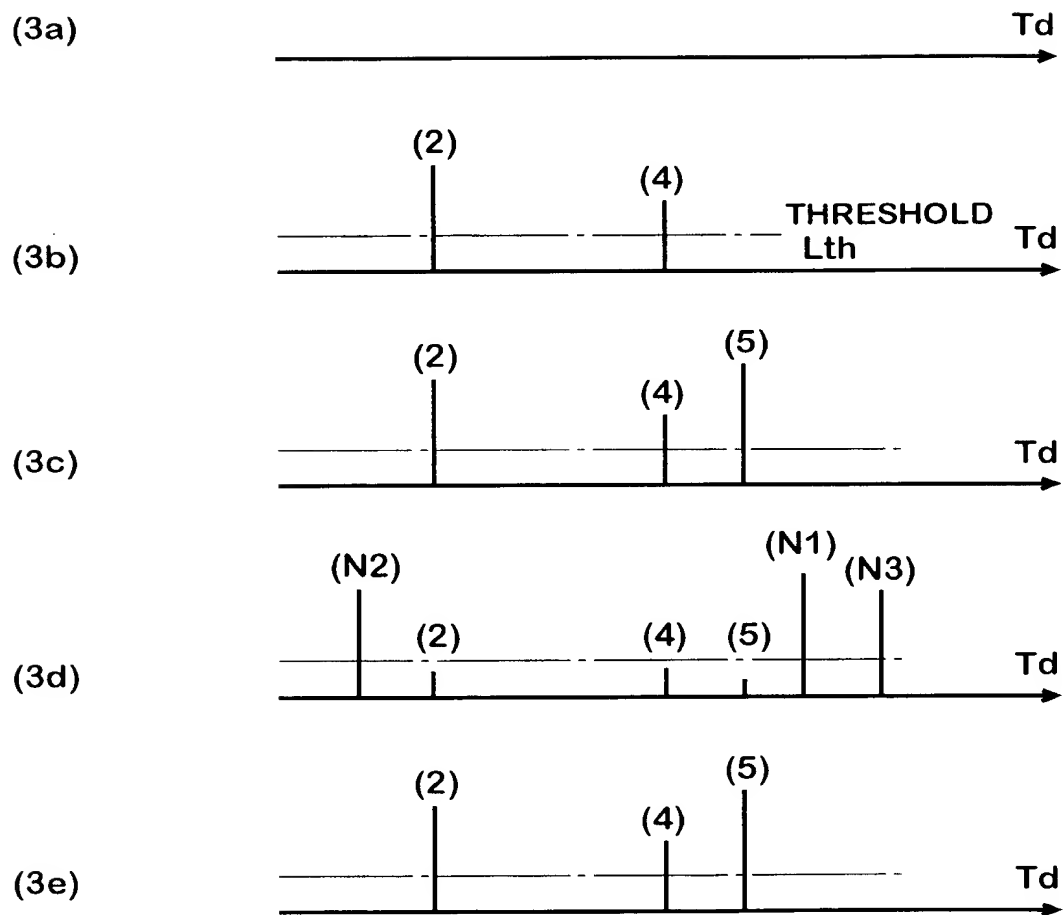 (3a) Td
(2)
(4)
THRESHOLD
(3b) Lth Td
(5)
(2)
(4)
(3c) Td
(N1)
(N2) (N3)
(2) (4) (5)
(3d) Td
(2) (5)
(4)
(3e) Td